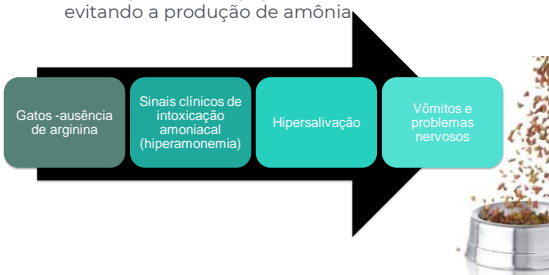 evitando a produção de amônia
Gatos -ausência
de arginina
Sinais clínicos de
intoxicação
amoniacal
(hiperamonemia)
Hipersalivação
Vômitos e
problemas
nervosos